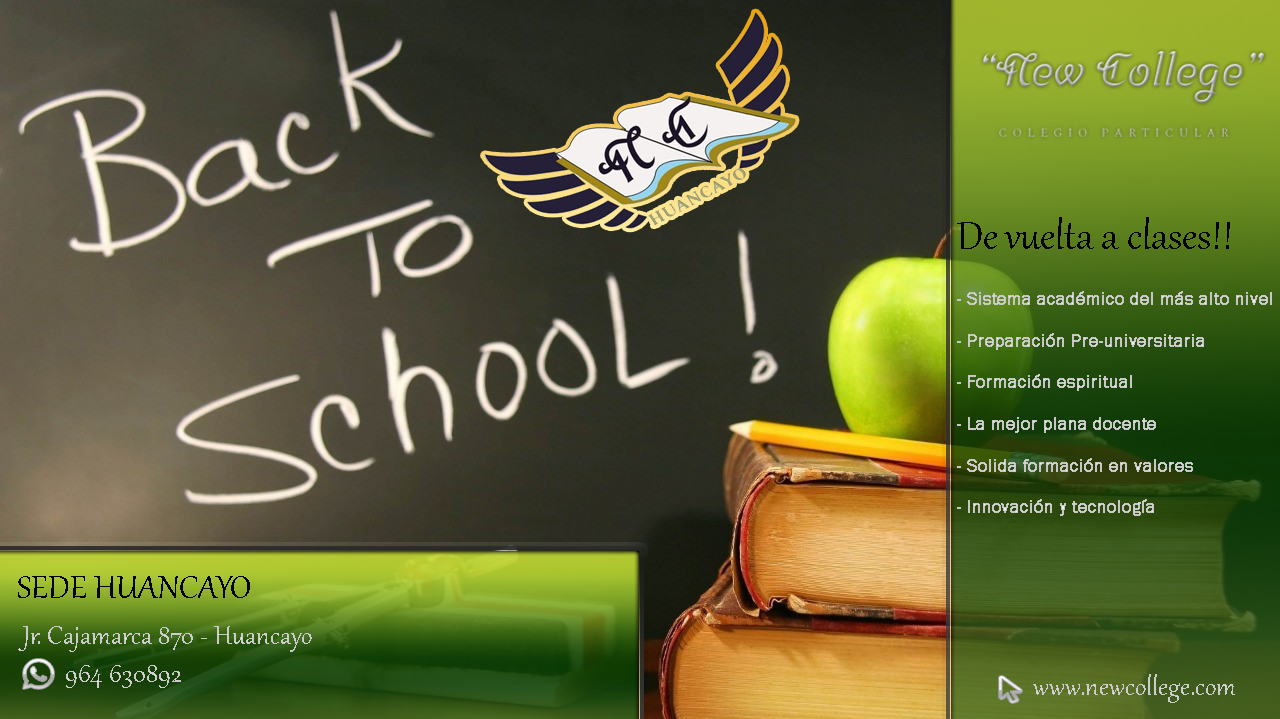 Back
To
School!
NC
HUANCAYO
"New College"
COLEGIO PARTICULAR
De vuelta a clases!!
- Sistema académico del más alto nivel
- Preparación Pre-universitaria
- Formación espiritual
- La mejor plana docente
- Solida formación en valores
- Innovación y tecnología
SEDE HUANCAYO
Jr. Cajamarca 870 - Huancayo
964 630892
www.newcollege.com